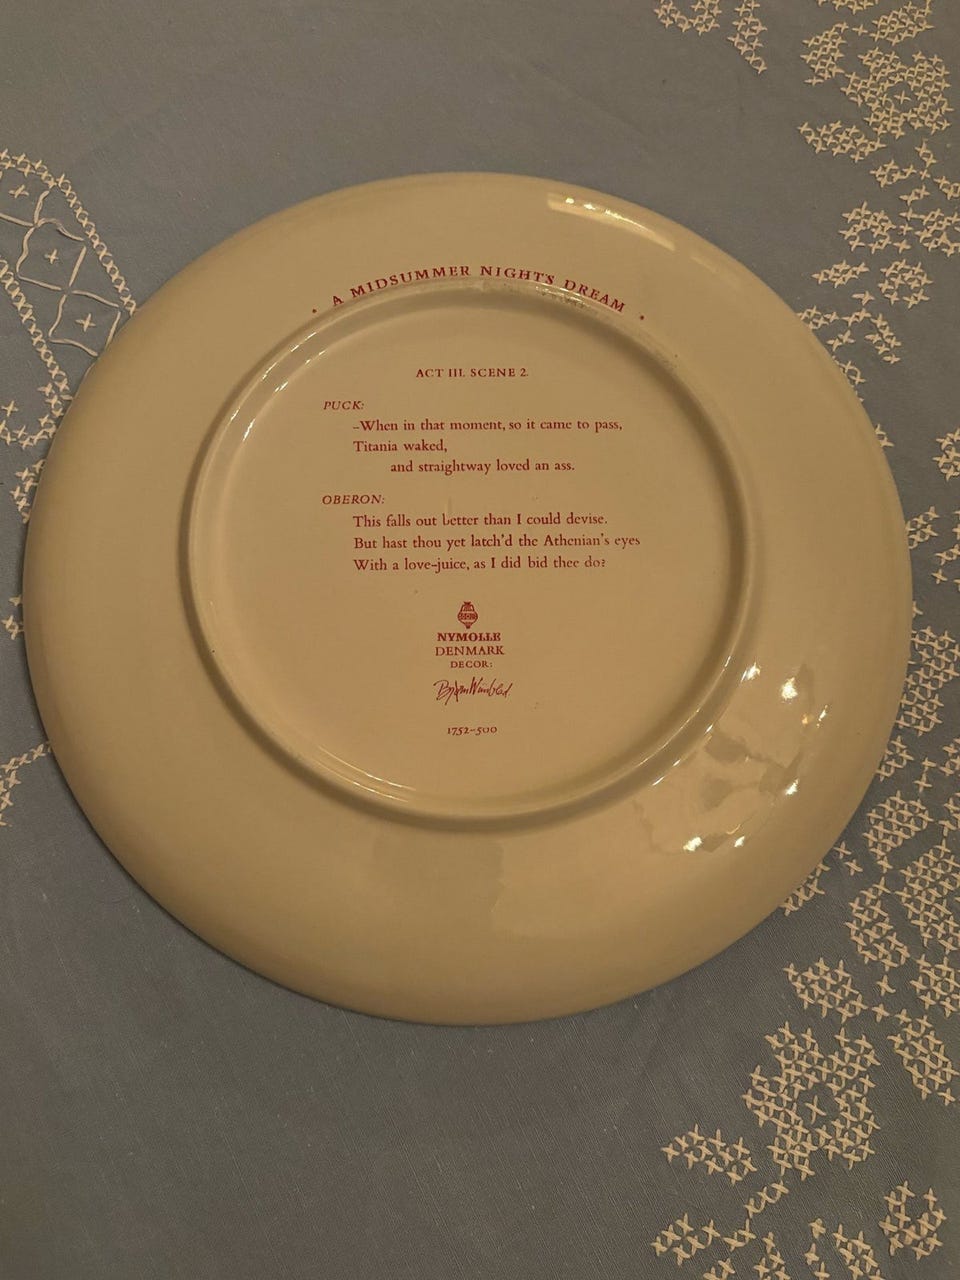 · A MIDSUMMER NIGHT'S DREAM ·
ACT III. SCENE 2.
PUCK:
–When in that moment, so it came to pass,
Titania waked,
and straightway loved an ass.
OBERON:
This falls out better than I could devise.
But hast thou yet latch'd the Athenian's eyes
With a love-juice, as I did bid thee do?
NYMOLLE
DENMARK
DECOR:
Bjørn Wiinblad
1752-500